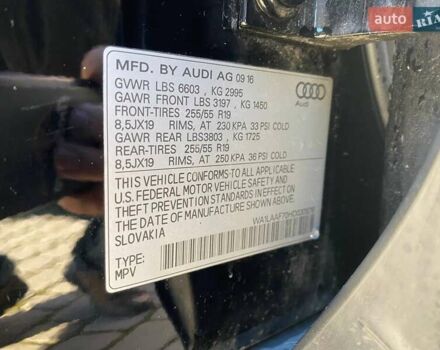 RIA
MFD. BY AUDI AG 09 16
GVWR LBS 6603 , KG 2995
GAWR FRONT LBS 3197 , KG 1450
FRONT-TIRES 255/55 R19
8,5JX19 RIMS, AT 230 KPA 33 PSI COLD
GAWR REAR LBS3803 , KG 1725
REAR-TIRES 255/55 R19
8,5JX19 RIMS, AT 250 KPA 36 PSI COLD
Audi
THIS VEHICLE CONFORMS TO ALL APPLICABLE
U.S.FEDERAL MOTOR VEHICLE SAFETY AND
THEFT PREVENTION STANDARDS IN EFFECT ON
THE DATE OF MANUFACTURE SHOWN ABOVE.
SLOVAKIA
TYPE:
MPV